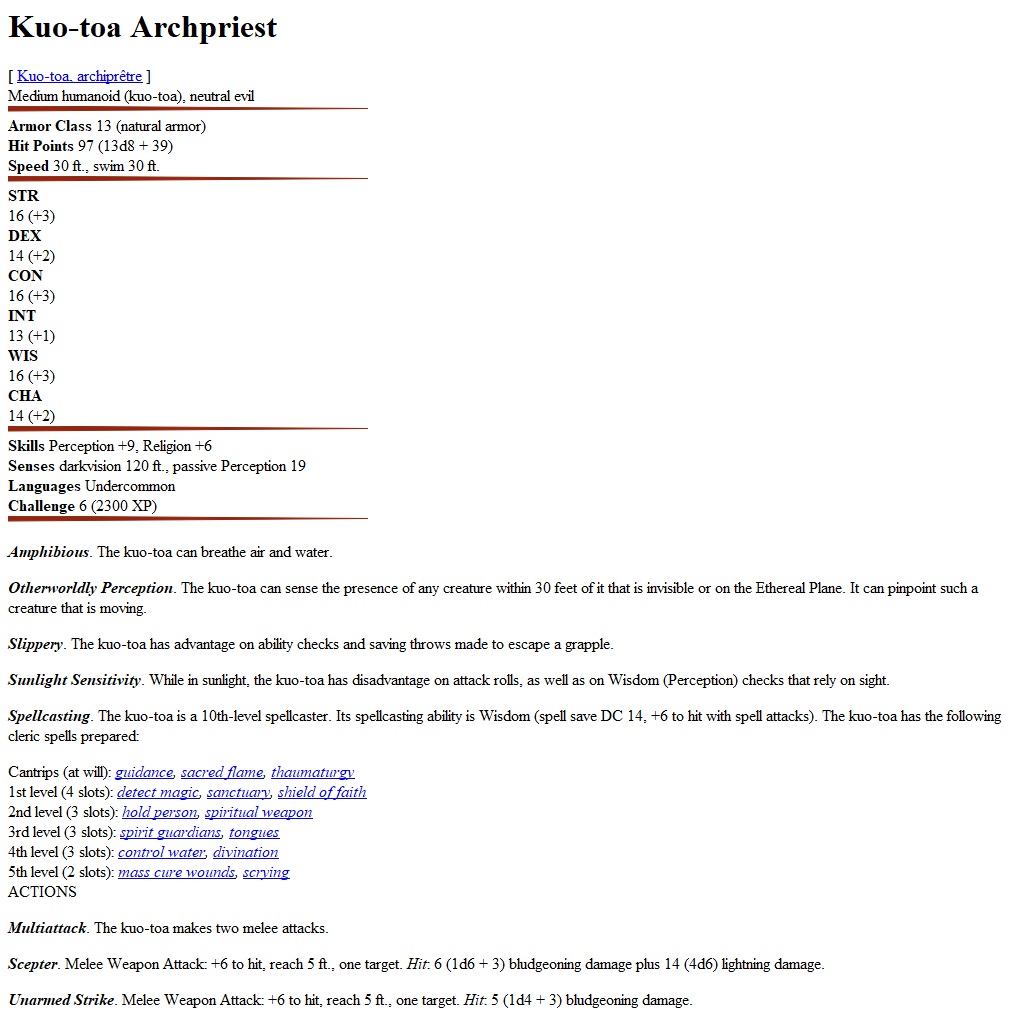 Kuo-toa Archpriest
[ Kuo-toa, archiprêtre ]
Medium humanoid (kuo-toa), neutral evil
Armor Class 13 (natural armor)
Hit Points 97 (13d8 + 39)
Speed 30 ft., swim 30 ft.
STR
16 (+3)
DEX
14 (+2)
CON
16 (+3)
INT
13 (+1)
WIS
16 (+3)
CHA
14 (+2)
Skills Perception +9, Religion +6
Senses darkvision 120 ft., passive Perception 19
Languages Undercommon
Challenge 6 (2300 XP)
Amphibious. The kuo-toa can breathe air and water.
Otherworldly Perception. The kuo-toa can sense the presence of any creature within 30 feet of it that is invisible or on the Ethereal Plane. It can pinpoint such a
creature that is moving.
Slippery. The kuo-toa has advantage on ability checks and saving throws made to escape a grapple.
Sunlight Sensitivity. While in sunlight, the kuo-toa has disadvantage on attack rolls, as well as on Wisdom (Perception) checks that rely on sight.
Spellcasting. The kuo-toa is a 10th-level spellcaster. Its spellcasting ability is Wisdom (spell save DC 14, +6 to hit with spell attacks). The kuo-toa has the following
cleric spells prepared:
Cantrips (at will): guidance, sacred flame, thaumaturgy
1st level (4 slots): detect magic, sanctuary, shield of faith
2nd level (3 slots): hold person, spiritual weapon
3rd level (3 slots): spirit guardians, tongues
4th level (3 slots): control water, divination
5th level (2 slots): mass cure wounds, scrying
ACTIONS
Multiattack. The kuo-toa makes two melee attacks.
Scepter. Melee Weapon Attack: +6 to hit, reach 5 ft., one target. Hit: 6 (1d6 + 3) bludgeoning damage plus 14 (4d6) lightning damage.
Unarmed Strike. Melee Weapon Attack: +6 to hit, reach 5 ft., one target. Hit: 5 (1d4 + 3) bludgeoning damage.